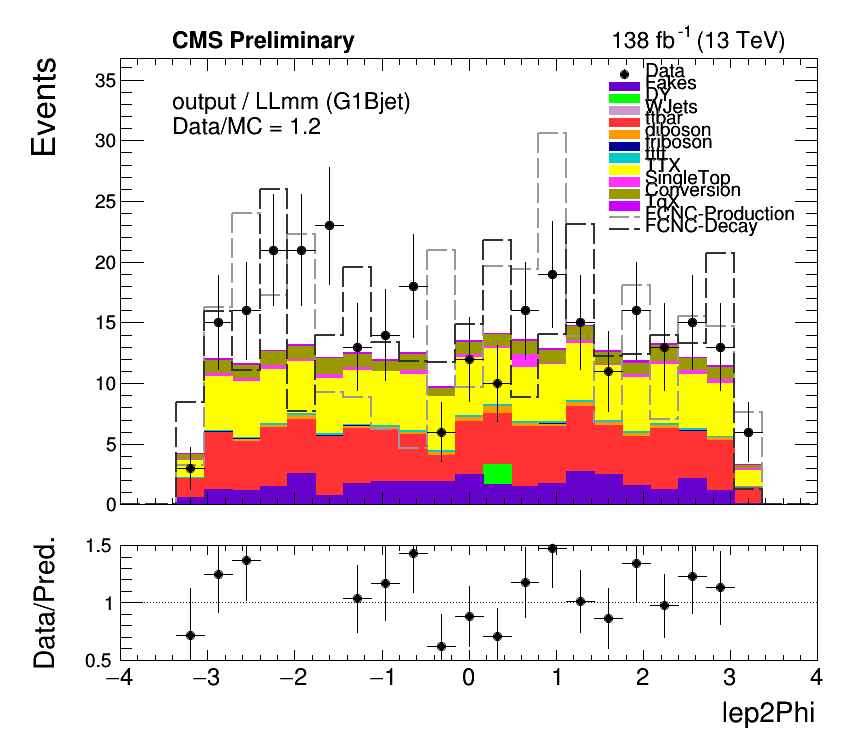 CMS Preliminary 138 fb⁻¹ (13 TeV)
Events
35
30
25
20
15
10
5
0
output / LLmm (G1Bjet)
Data/MC = 1.2
Data
Fakes
DY
WJets
ttbar
diboson
triboson
tttt
TTX
SingleTop
Conversion
TqX
FCNC-Production
FCNC-Decay
Data/Pred.
1.5
1
0.5
−4 −3 −2 −1 0 1 2 3 4
lep2Phi